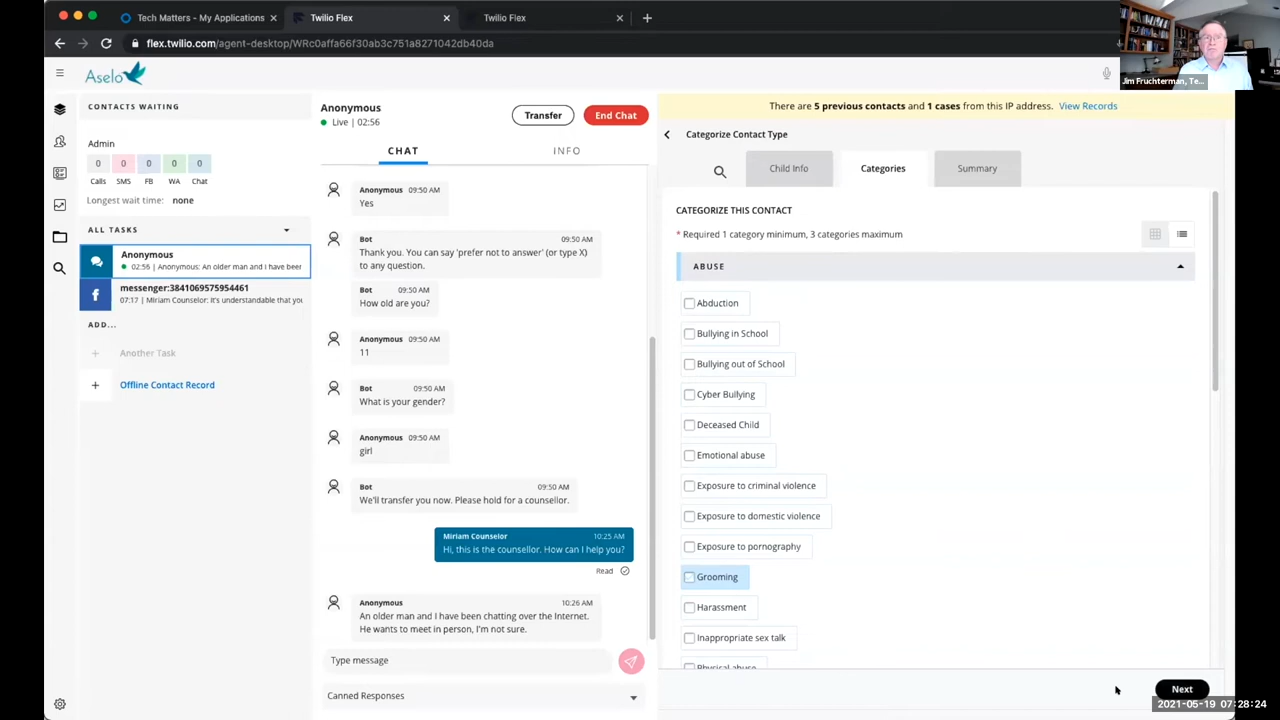 Tech Matters - My Applications
Twilio Flex
Twilio Flex
flex.twilio.com/agent-desktop/WRc0affa66f30ab3c751a8271042db40da
Jim Fruchterman, Te...
Aselo
CONTACTS WAITING
Admin
0 0 0 0 0
Calls SMS FB WA Chat
Longest wait time: none
ALL TASKS
Anonymous
02:56 | Anonymous: An older man and I have been
messenger:3841069575954461
07:17 | Miriam Counselor: It's understandable that you
ADD...
Another Task
Offline Contact Record
Anonymous
Live | 02:56
Transfer
End Chat
CHAT
INFO
Anonymous 09:50 AM
Yes
Bot 09:50 AM
Thank you. You can say 'prefer not to answer' (or type X)
to any question.
Bot 09:50 AM
How old are you?
Anonymous 09:50 AM
11
Bot 09:50 AM
What is your gender?
Anonymous 09:50 AM
girl
Bot 09:50 AM
We'll transfer you now. Please hold for a counsellor.
Miriam Counselor 10:25 AM
Hi, this is the counsellor. How can I help you?
Read
Anonymous 10:26 AM
An older man and I have been chatting over the Internet.
He wants to meet in person, I'm not sure.
Type message
Canned Responses
There are 5 previous contacts and 1 cases from this IP address. View Records
Categorize Contact Type
Child Info
Categories
Summary
CATEGORIZE THIS CONTACT
* Required 1 category minimum, 3 categories maximum
ABUSE
Abduction
Bullying in School
Bullying out of School
Cyber Bullying
Deceased Child
Emotional abuse
Exposure to criminal violence
Exposure to domestic violence
Exposure to pornography
Grooming
Harassment
Inappropriate sex talk
Physical abuse
Next
2021-05-19 07:28:24